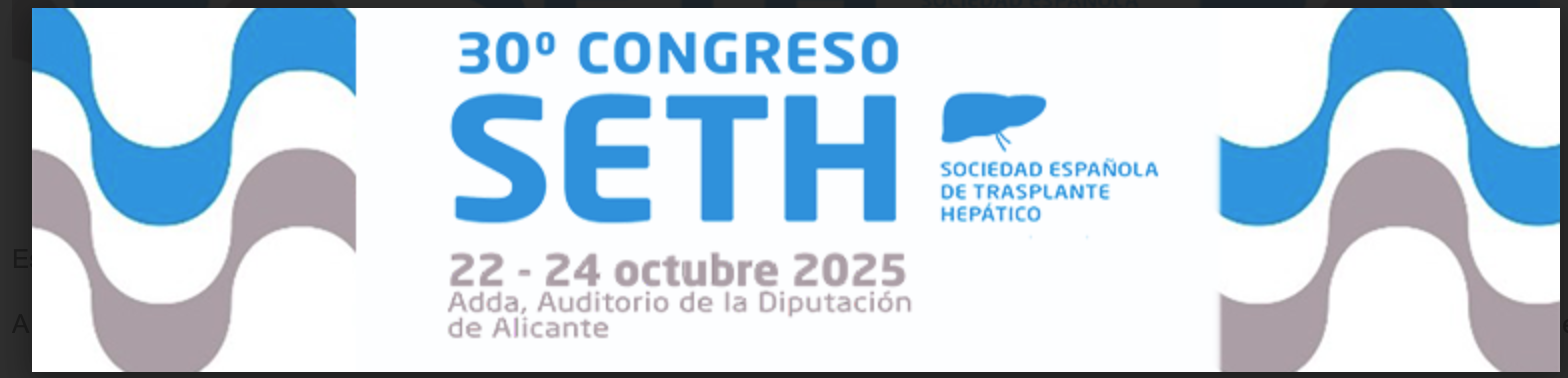 30º CONGRESO
SETH
SOCIEDAD ESPAÑOLA
DE TRASPLANTE
HEPÁTICO
22 - 24 octubre 2025
Adda, Auditorio de la Diputación
de Alicante